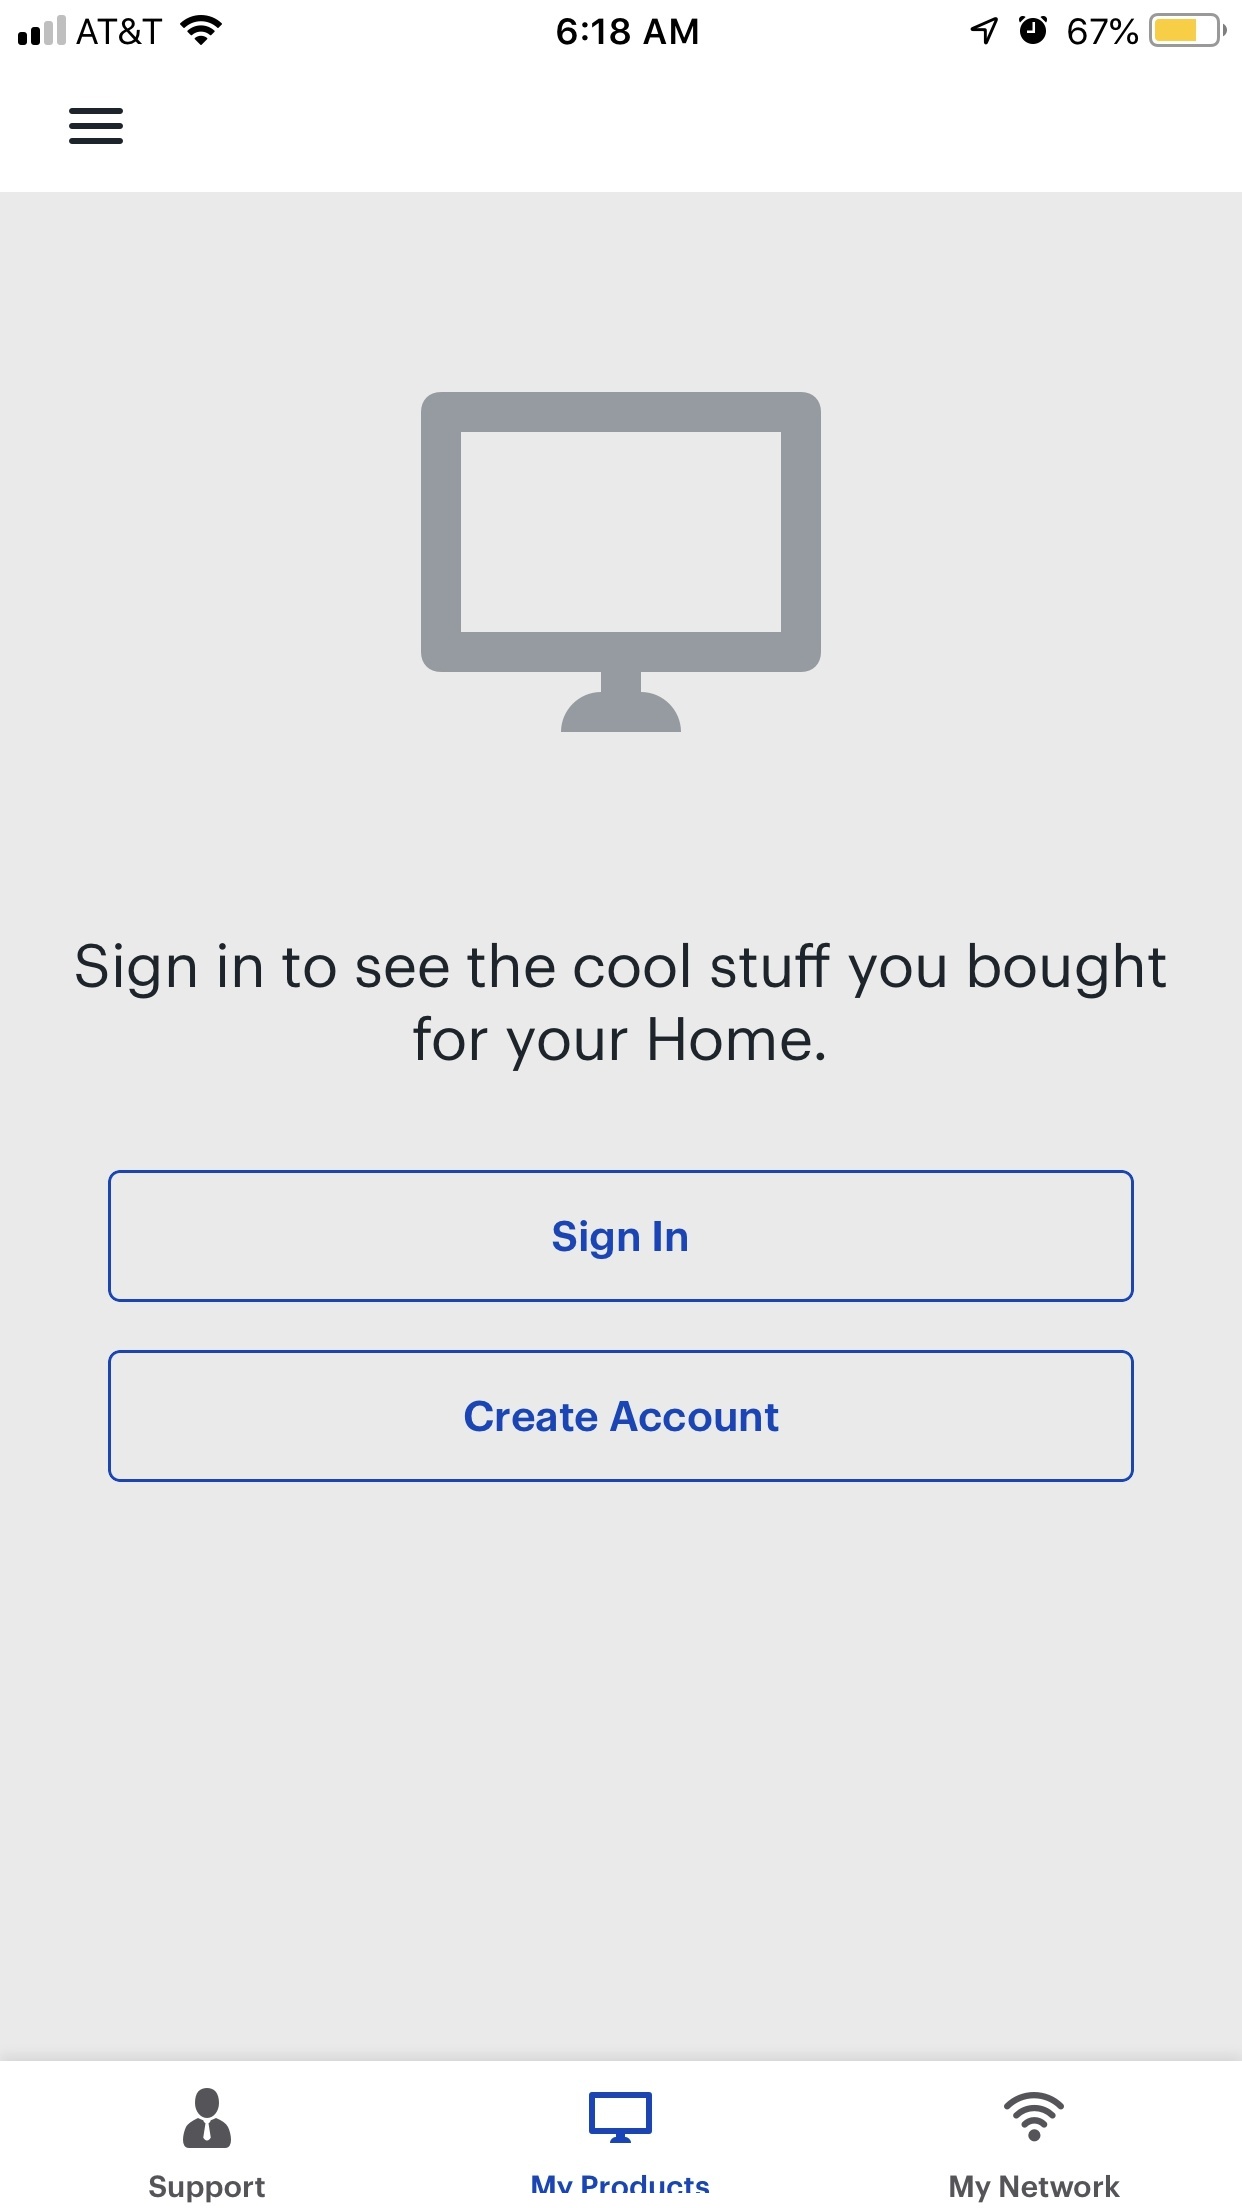 AT&T 6:18 AM 67%
Sign in to see the cool stuff you bought
for your Home.
Sign In
Create Account
Support My Products My Network